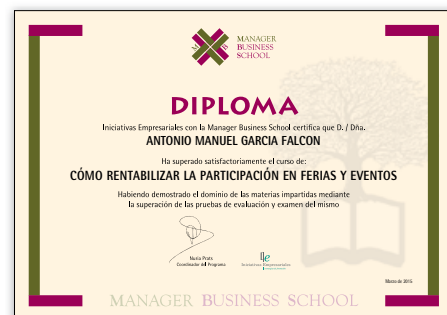 M B
MANAGER
BUSINESS
SCHOOL
DIPLOMA
Iniciativas Empresariales con la Manager Business School certifica que D. / Dña.
ANTONIO MANUEL GARCIA FALCON
Ha superado satisfactoriamente el curso de:
CÓMO RENTABILIZAR LA PARTICIPACIÓN EN FERIAS Y EVENTOS
Habiendo demostrado el dominio de las materias impartidas mediante
la superación de las pruebas de evaluación y examen del mismo
Nuria Prats
Coordinador del Programa
Iniciativas Empresariales
Marzo de 2015
MANAGER BUSINESS SCHOOL